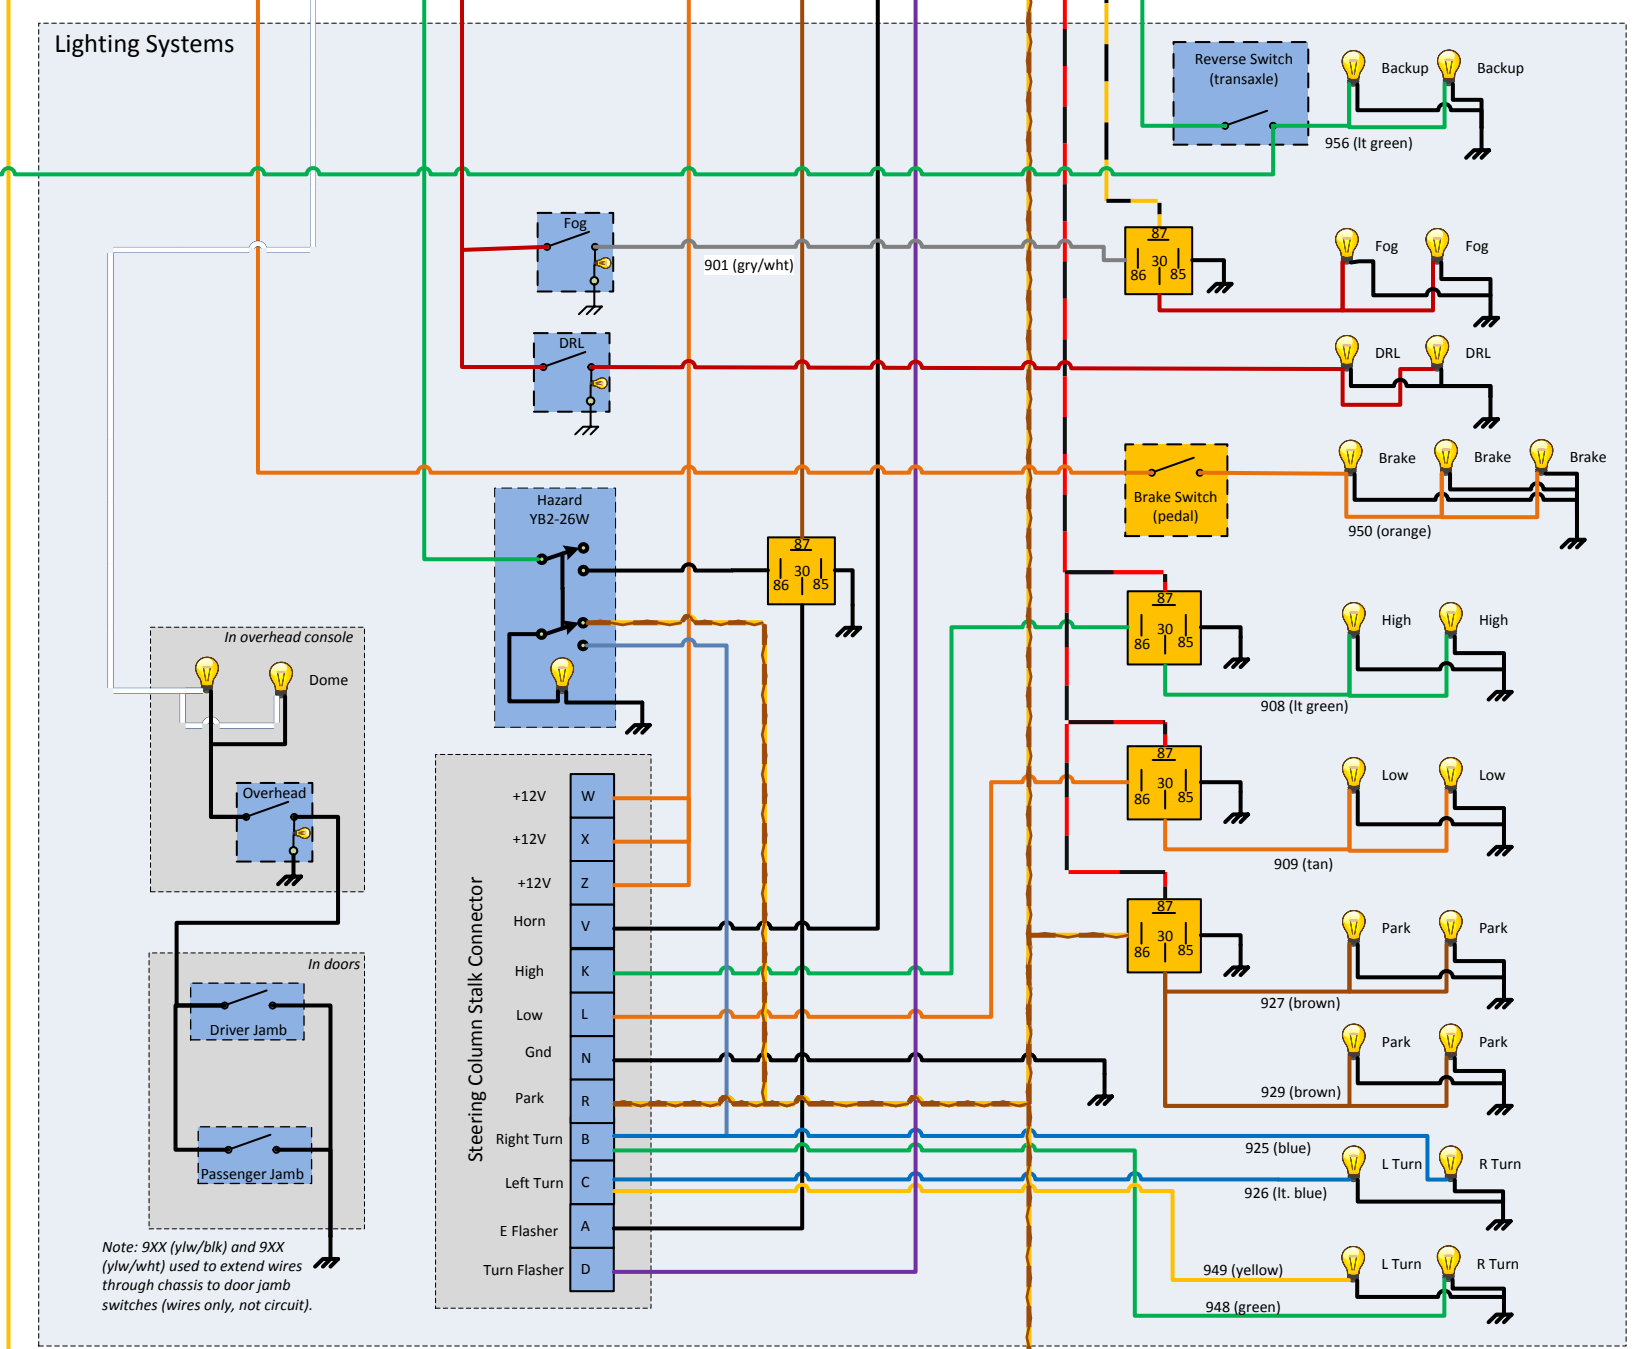 Lighting Systems
Reverse Switch
(transaxle)
Backup
Backup
956 (lt green)
Fog
901 (gry/wht)
87
30
86
85
Fog
Fog
DRL
DRL
DRL
Brake Switch
(pedal)
Brake
Brake
Brake
950 (orange)
Hazard
YB2-26W
87
30
86
85
87
30
86
85
High
High
908 (lt green)
In overhead console
Dome
Overhead
87
30
86
85
Low
Low
909 (tan)
87
30
86
85
Park
Park
927 (brown)
Park
Park
929 (brown)
In doors
Driver Jamb
Passenger Jamb
Note: 9XX (ylw/blk) and 9XX
(ylw/wht) used to extend wires
through chassis to door jamb
switches (wires only, not circuit).
Steering Column Stalk Connector
+12V
W
+12V
X
+12V
Z
Horn
V
High
K
Low
L
Gnd
N
Park
R
Right Turn
B
Left Turn
C
E Flasher
A
Turn Flasher
D
925 (blue)
926 (lt. blue)
L Turn
R Turn
949 (yellow)
948 (green)
L Turn
R Turn